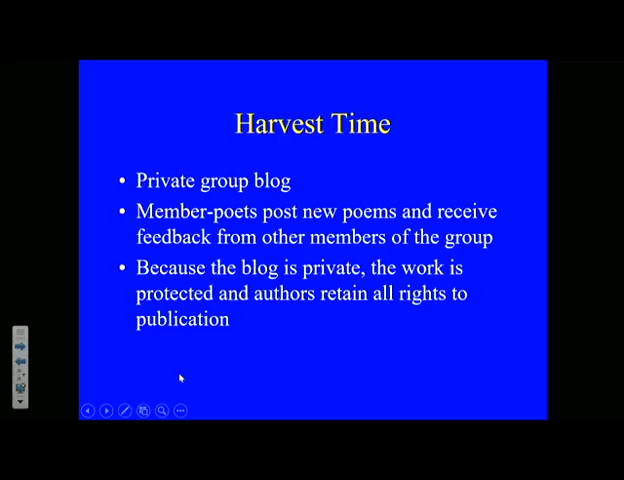 Harvest Time
• Private group blog
• Member-poets post new poems and receive
feedback from other members of the group
• Because the blog is private, the work is
protected and authors retain all rights to
publication